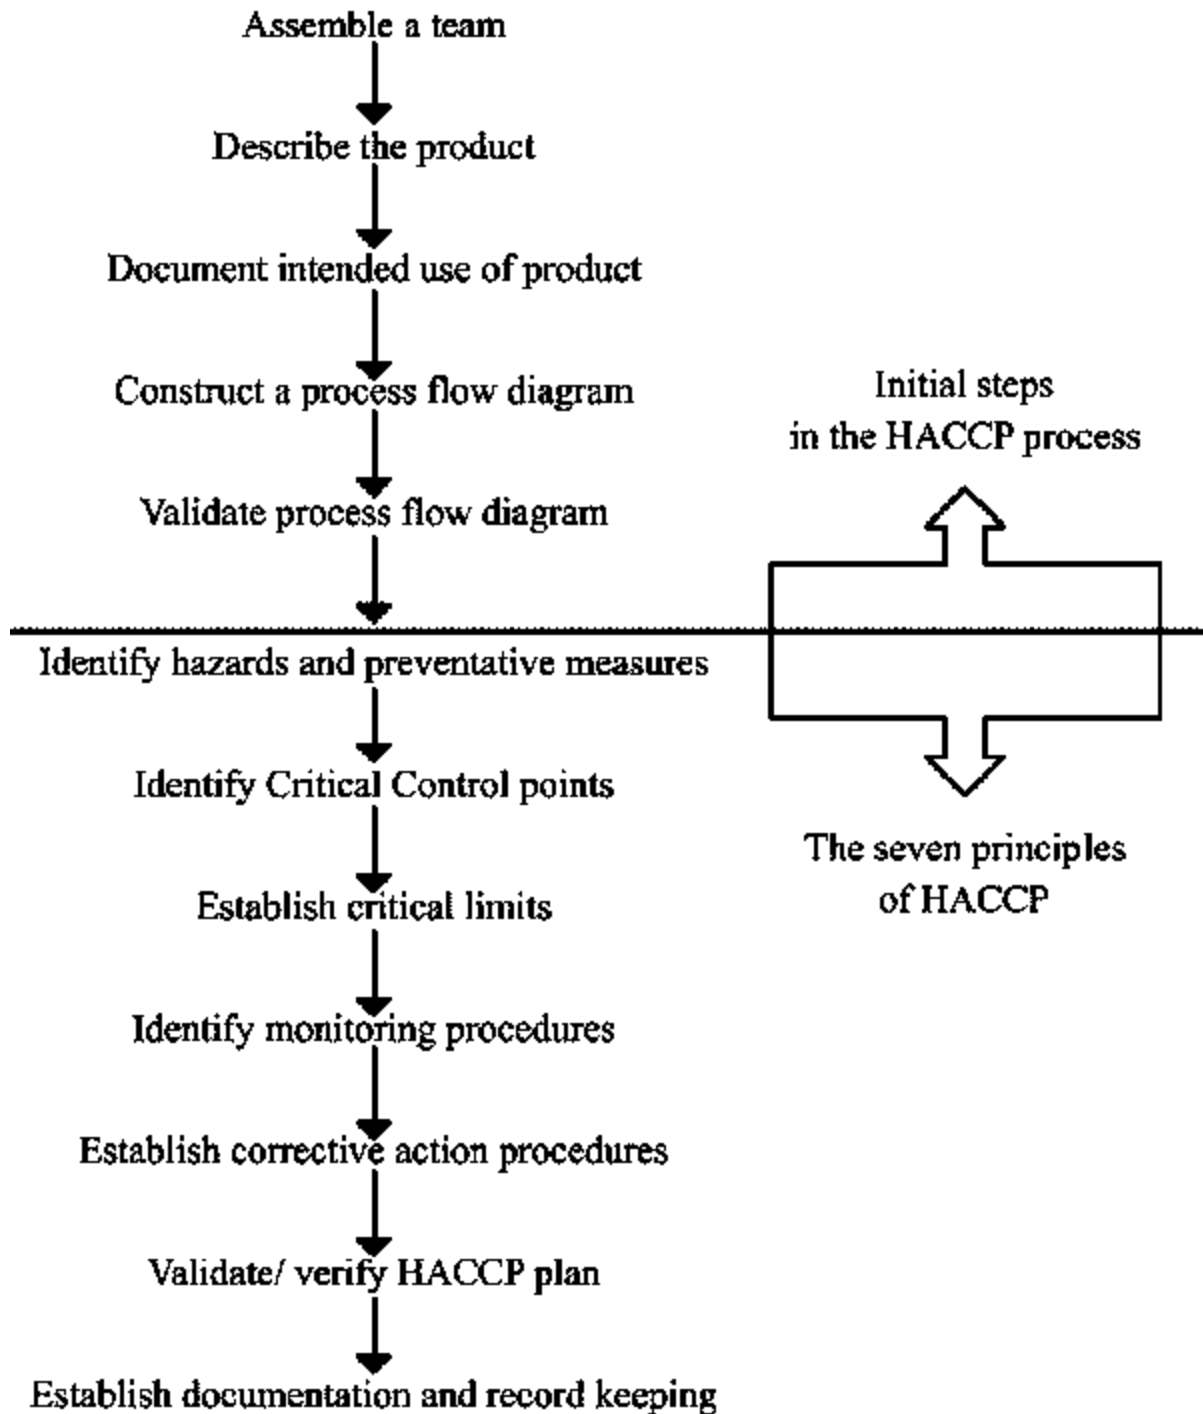 Assemble a team
Describe the product
Document intended use of product
Construct a process flow diagram
Validate process flow diagram
Initial steps
in the HACCP process
Identify hazards and preventative measures
Identify Critical Control points
Establish critical limits
Identify monitoring procedures
Establish corrective action procedures
Validate/ verify HACCP plan
Establish documentation and record keeping
The seven principles
of HACCP